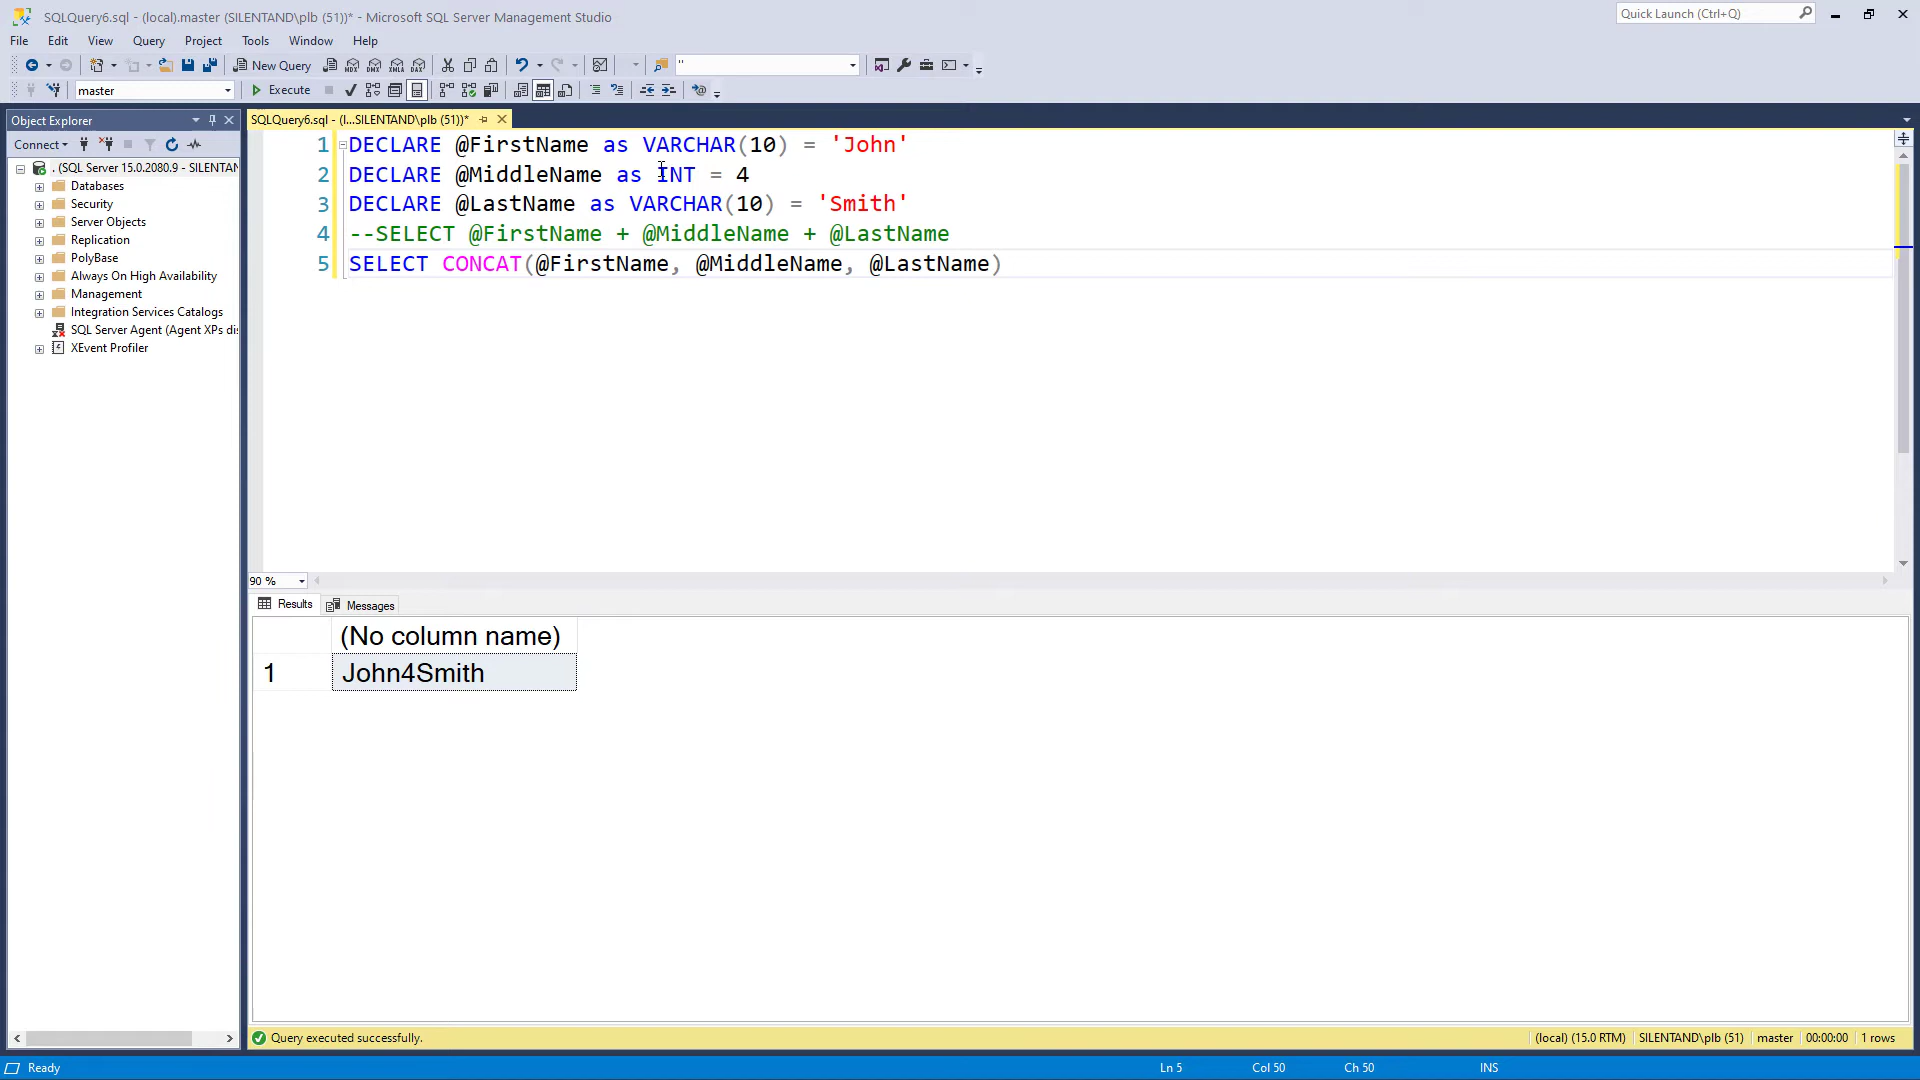 SQLQuery6.sql - (local).master (SILENTAND\plb (51))* - Microsoft SQL Server Management Studio
Quick Launch (Ctrl+Q)
File Edit View Query Project Tools Window Help
New Query
MDX DMX XMLA DAX
''
master
Execute
Object Explorer
SQLQuery6.sql - (l...SILENTAND\plb (51))*
Connect
. (SQL Server 15.0.2080.9 - SILENTAN
Databases
Security
Server Objects
Replication
PolyBase
Always On High Availability
Management
Integration Services Catalogs
SQL Server Agent (Agent XPs di
XEvent Profiler
1 DECLARE @FirstName as VARCHAR(10) = 'John'
2 DECLARE @MiddleName as INT = 4
3 DECLARE @LastName as VARCHAR(10) = 'Smith'
4 --SELECT @FirstName + @MiddleName + @LastName
5 SELECT CONCAT(@FirstName, @MiddleName, @LastName)
90 %
Results Messages
(No column name)
1 John4Smith
Query executed successfully.
(local) (15.0 RTM) SILENTAND\plb (51) master 00:00:00 1 rows
Ready
Ln 5 Col 50 Ch 50 INS